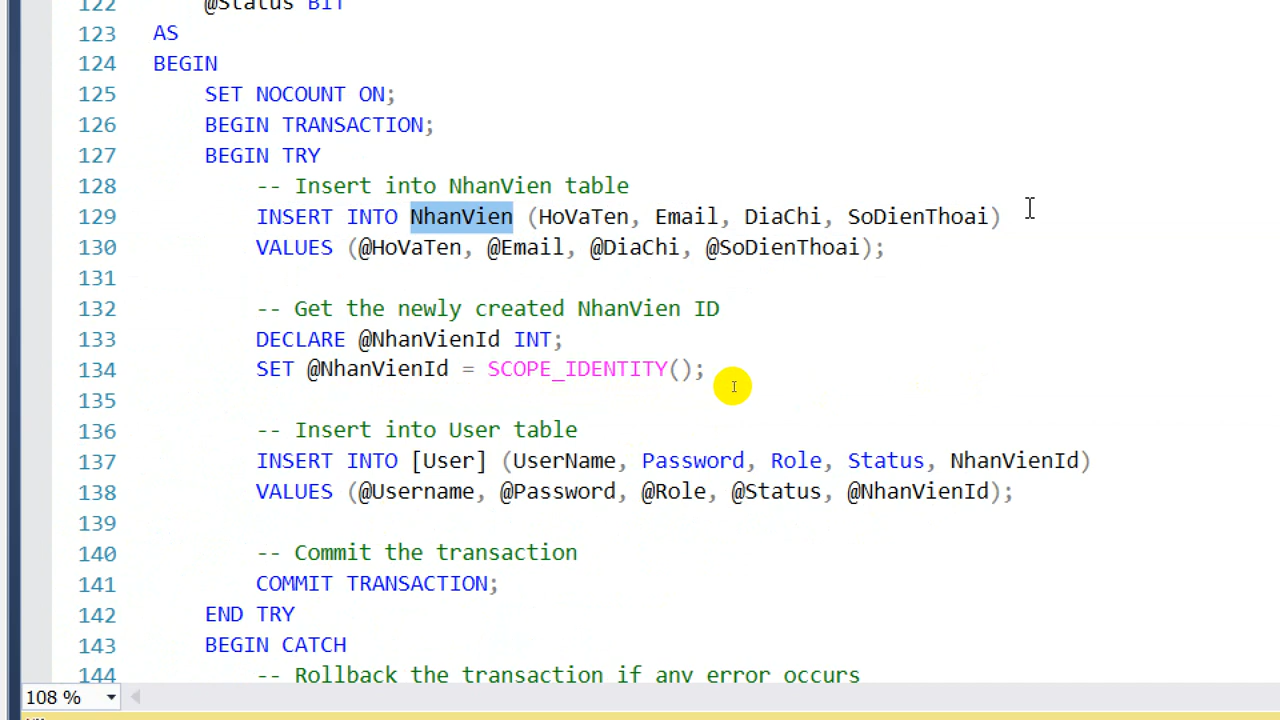 122 @Status BIT
123 AS
124 BEGIN
125 SET NOCOUNT ON;
126 BEGIN TRANSACTION;
127 BEGIN TRY
128 -- Insert into NhanVien table
129 INSERT INTO NhanVien (HoVaTen, Email, DiaChi, SoDienThoai)
130 VALUES (@HoVaTen, @Email, @DiaChi, @SoDienThoai);
131
132 -- Get the newly created NhanVien ID
133 DECLARE @NhanVienId INT;
134 SET @NhanVienId = SCOPE_IDENTITY();
135
136 -- Insert into User table
137 INSERT INTO [User] (UserName, Password, Role, Status, NhanVienId)
138 VALUES (@Username, @Password, @Role, @Status, @NhanVienId);
139
140 -- Commit the transaction
141 COMMIT TRANSACTION;
142 END TRY
143 BEGIN CATCH
144 -- Rollback the transaction if any error occurs
108 %